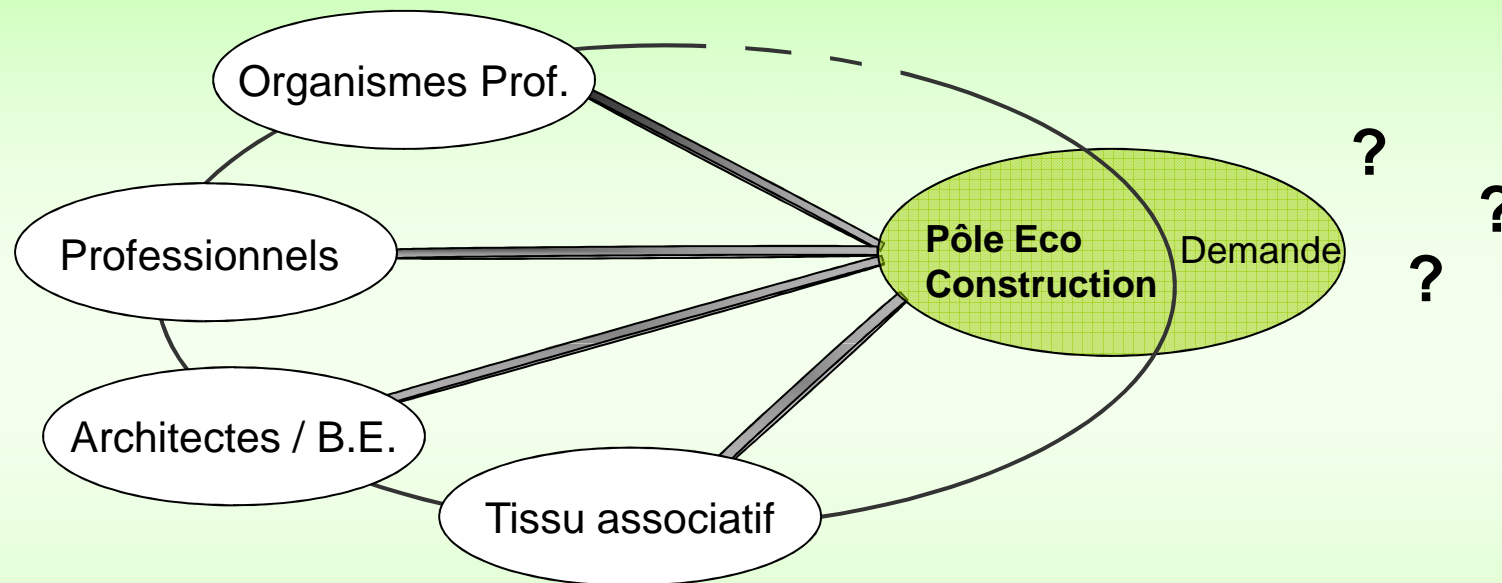 Organismes Prof.
Professionnels
Architectes / B.E.
Tissu associatif
Pôle Eco
Construction
Demande
?
?
?